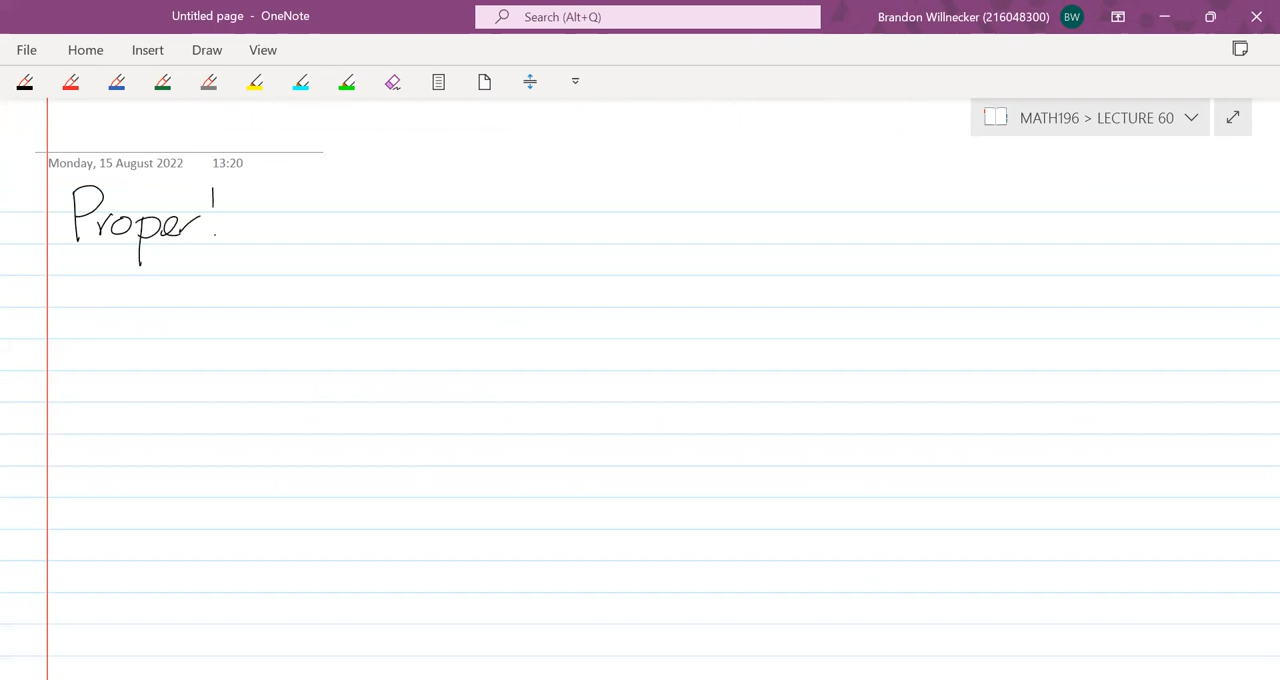 Untitled page - OneNote
Search (Alt+Q)
Brandon Willnecker (216048300)
BW
File Home Insert Draw View
MATH196 > LECTURE 60
Monday, 15 August 2022 13:20
Proper!